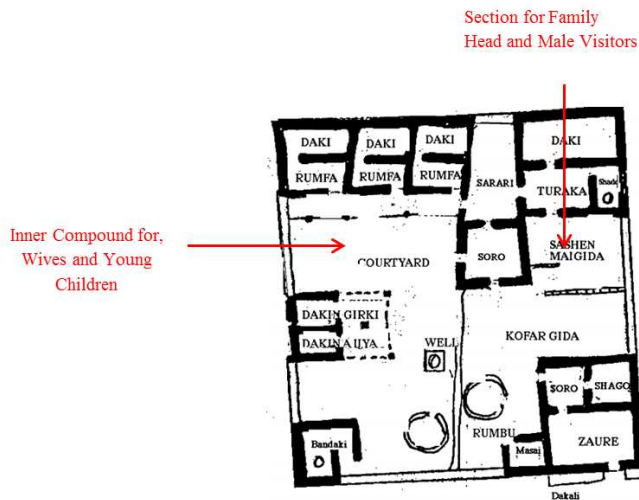 Section for Family
Head and Male Visitors
DAKI
DAKI
DAKI
DAKI
RUMFA
RUMFA
RUMFA
SARARI
TURAKA
Inner Compound for,
Wives and Young
Children
COURTYARD
SORO
SASHEN
MAIGIDA
DAKIN GIRKI
DAKIN AJIYA
WELL
KOFAR GIDA
SORO
SHAGO
RUMBU
Bandaki
Masai
ZAURE
Dakali